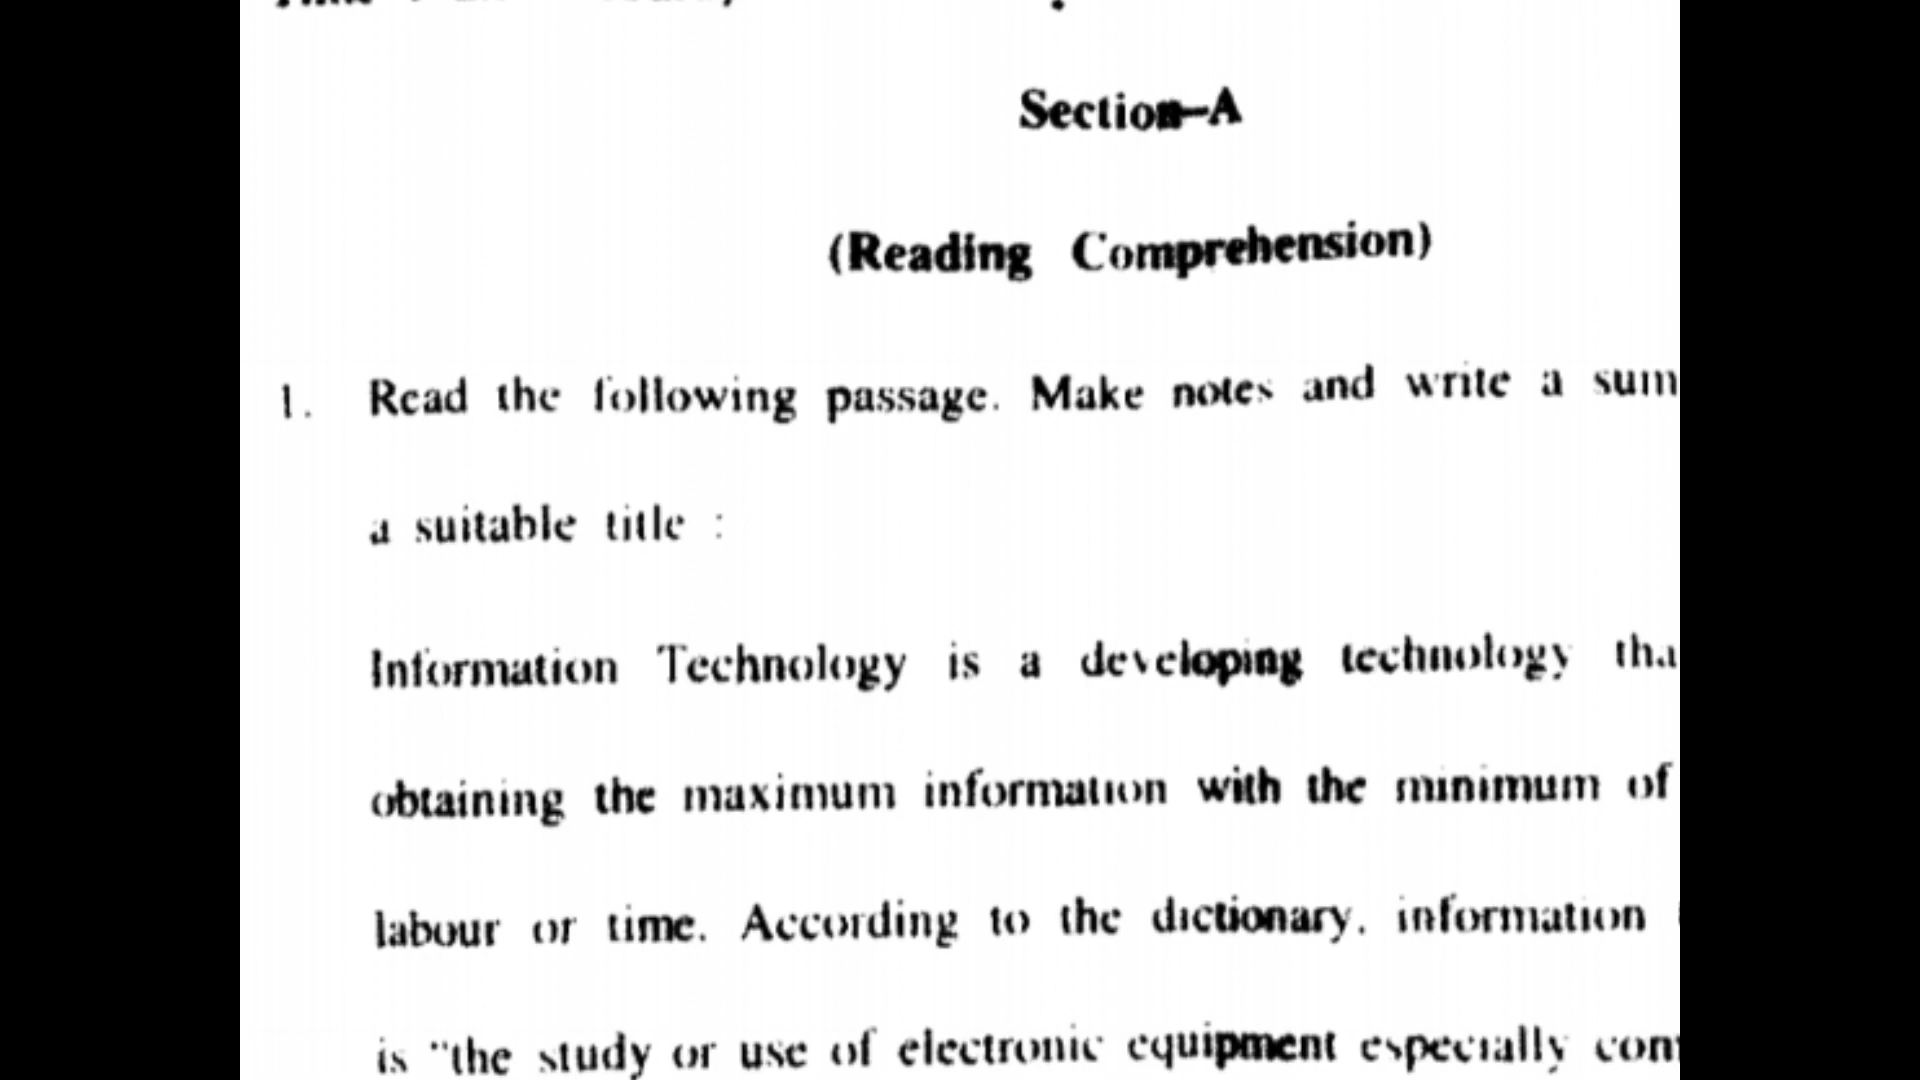 Section-A
(Reading Comprehension)
1. Read the following passage. Make notes and write a sum
a suitable title :
Information Technology is a developing technology tha
obtaining the maximum information with the minimum of
labour or time. According to the dictionary, information
is "the study or use of electronic equipment especially com